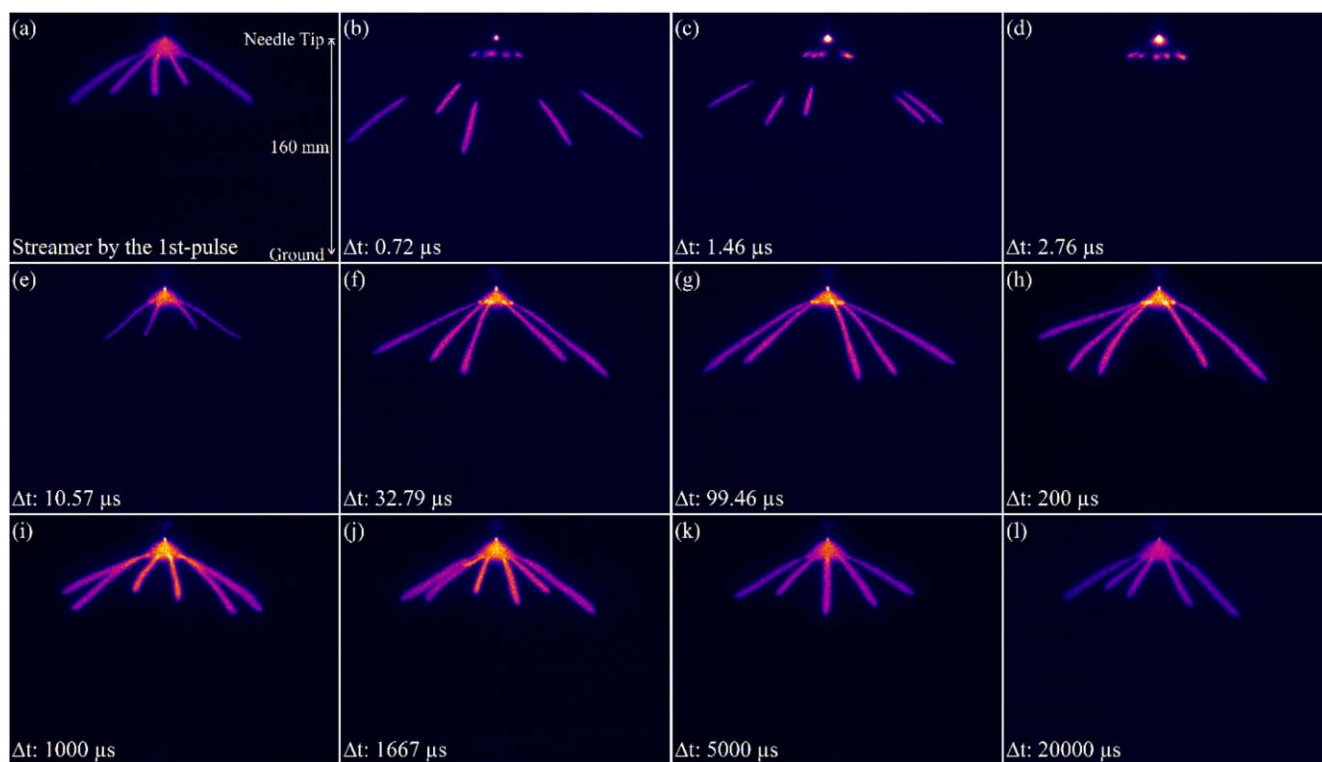 (a)
Needle Tip
160 mm
Streamer by the 1st-pulse
Ground
(b)
Δt: 0.72 μs
(c)
Δt: 1.46 μs
(d)
Δt: 2.76 μs
(e)
Δt: 10.57 μs
(f)
Δt: 32.79 μs
(g)
Δt: 99.46 μs
(h)
Δt: 200 μs
(i)
Δt: 1000 μs
(j)
Δt: 1667 μs
(k)
Δt: 5000 μs
(l)
Δt: 20000 μs